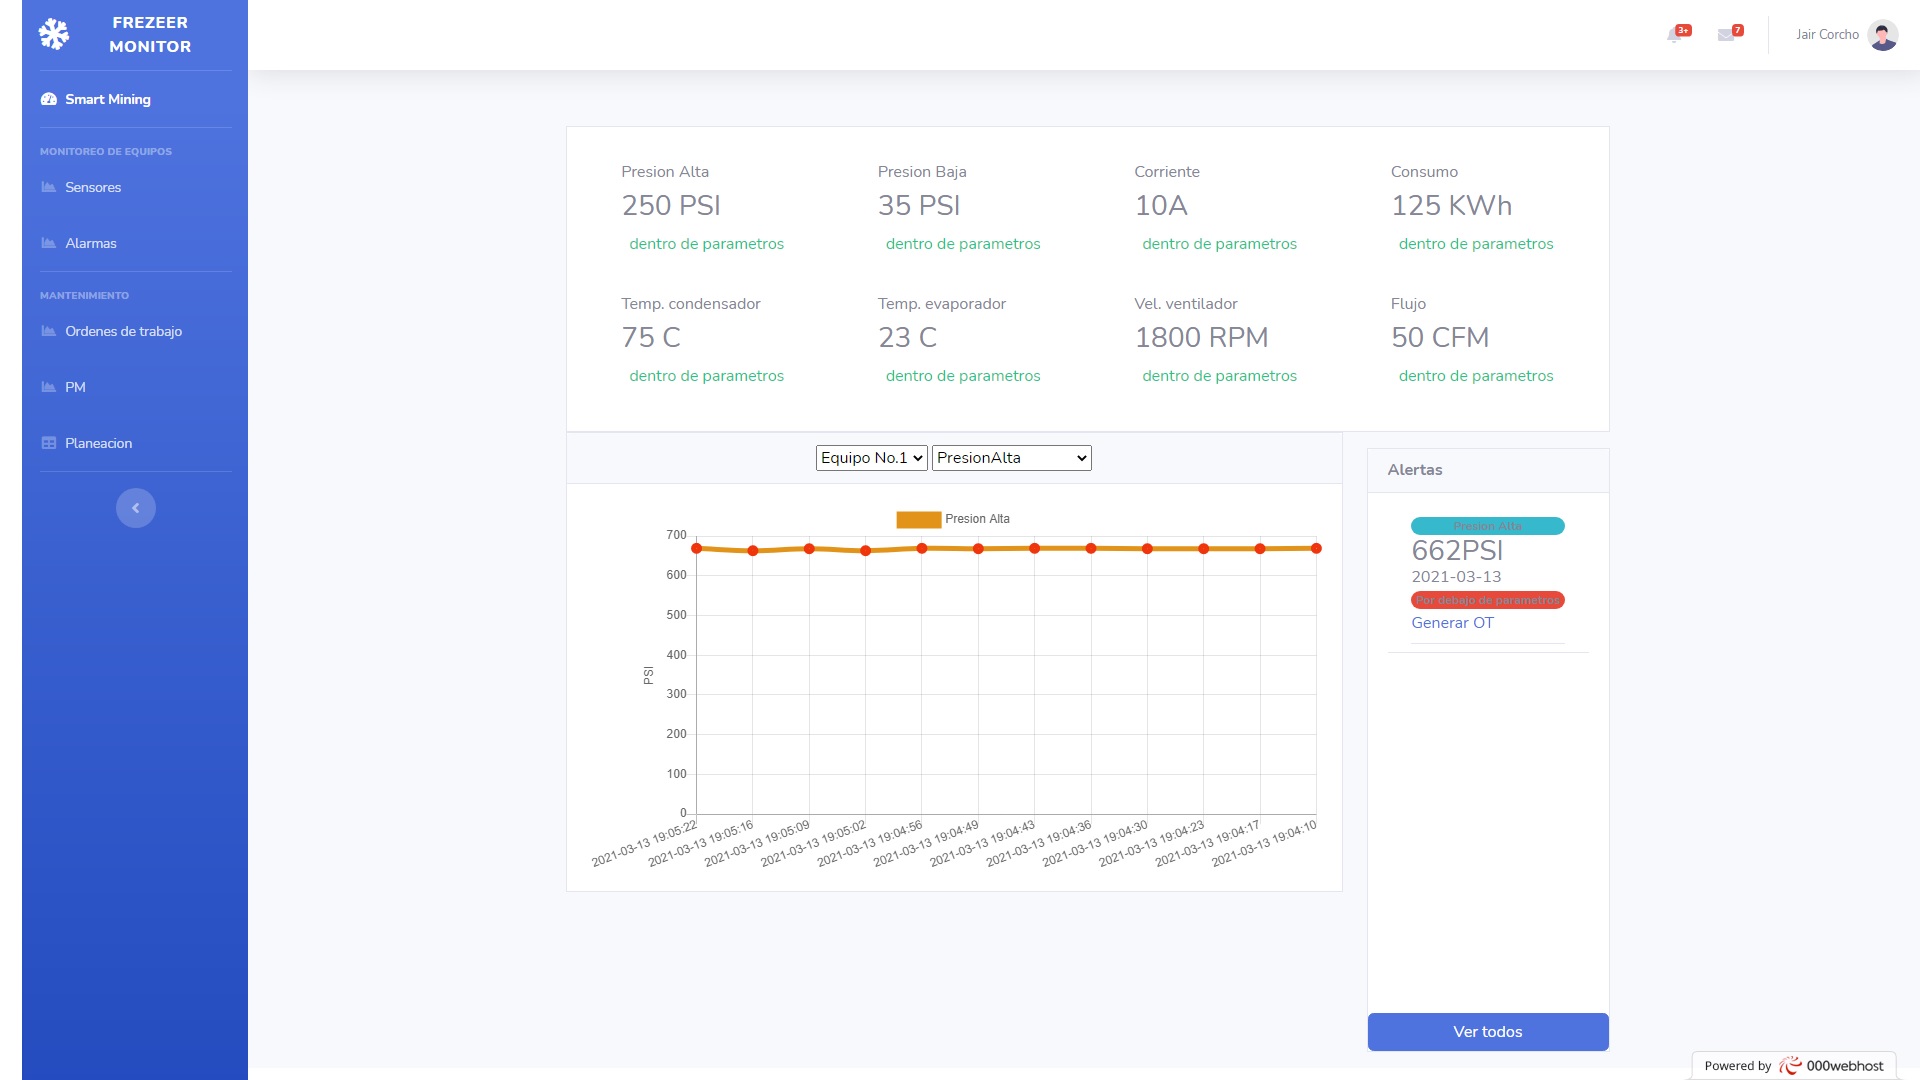 FREZEER
MONITOR
Smart Mining
MONITOREO DE EQUIPOS
Sensores
Alarmas
MANTENIMIENTO
Ordenes de trabajo
PM
Planeacion
3+
7
Jair Corcho
Presion Alta
250 PSI
dentro de parametros
Presion Baja
35 PSI
dentro de parametros
Corriente
10A
dentro de parametros
Consumo
125 KWh
dentro de parametros
Temp. condensador
75 C
dentro de parametros
Temp. evaporador
23 C
dentro de parametros
Vel. ventilador
1800 RPM
dentro de parametros
Flujo
50 CFM
dentro de parametros
Equipo No.1
PresionAlta
Presion Alta
PSI
700
600
500
400
300
200
100
0
2021-03-13 19:05:22
2021-03-13 19:05:16
2021-03-13 19:05:09
2021-03-13 19:05:02
2021-03-13 19:04:56
2021-03-13 19:04:49
2021-03-13 19:04:43
2021-03-13 19:04:36
2021-03-13 19:04:30
2021-03-13 19:04:23
2021-03-13 19:04:17
2021-03-13 19:04:10
Alertas
Presion Alta
662PSI
2021-03-13
Por debajo de parametros
Generar OT
Ver todos
Powered by 000webhost